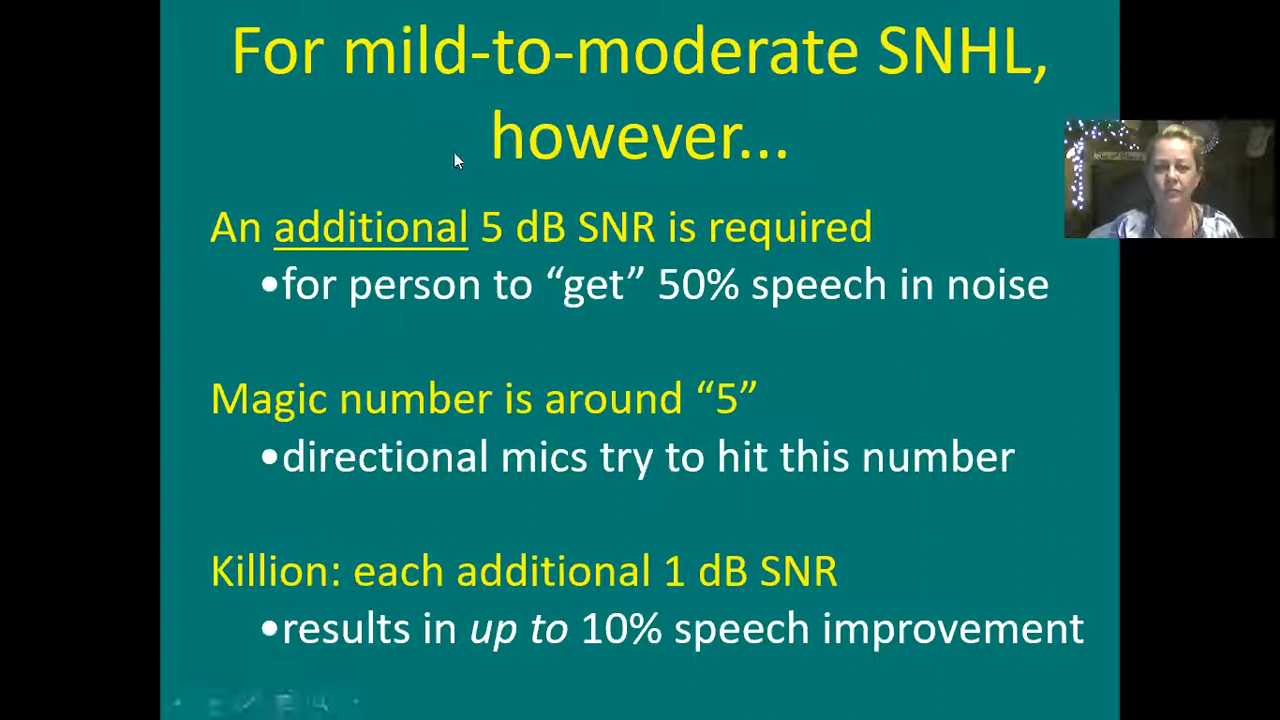 For mild-to-moderate SNHL,
however...
An additional 5 dB SNR is required
•for person to “get” 50% speech in noise
Magic number is around “5”
•directional mics try to hit this number
Killion: each additional 1 dB SNR
•results in up to 10% speech improvement